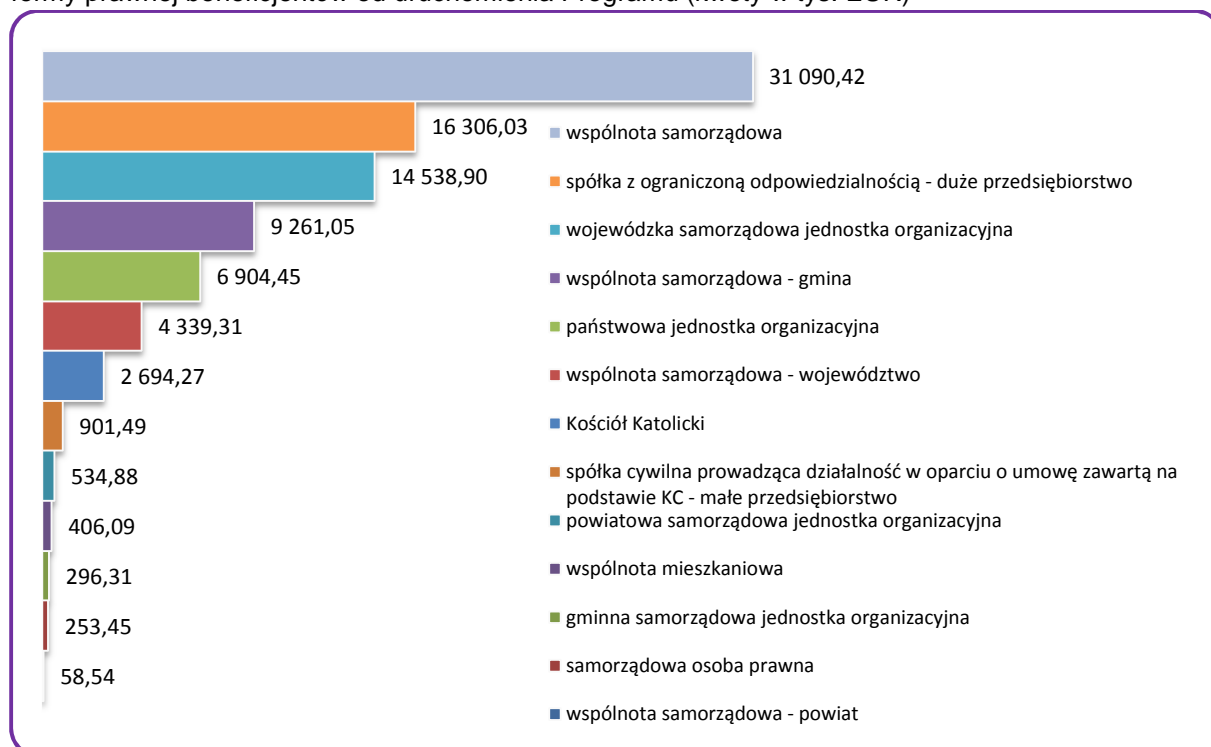 31 090,42
16 306,03
14 538,90
9 261,05
6 904,45
4 339,31
2 694,27
901,49
534,88
406,09
296,31
253,45
58,54
wspólnota samorządowa
spółka z ograniczoną odpowiedzialnością - duże przedsiębiorstwo
wojewódzka samorządowa jednostka organizacyjna
wspólnota samorządowa - gmina
państwowa jednostka organizacyjna
wspólnota samorządowa - województwo
Kościół Katolicki
spółka cywilna prowadząca działalność w oparciu o umowę zawartą na
podstawie KC - małe przedsiębiorstwo
powiatowa samorządowa jednostka organizacyjna
wspólnota mieszkaniowa
gminna samorządowa jednostka organizacyjna
samorządowa osoba prawna
wspólnota samorządowa - powiat